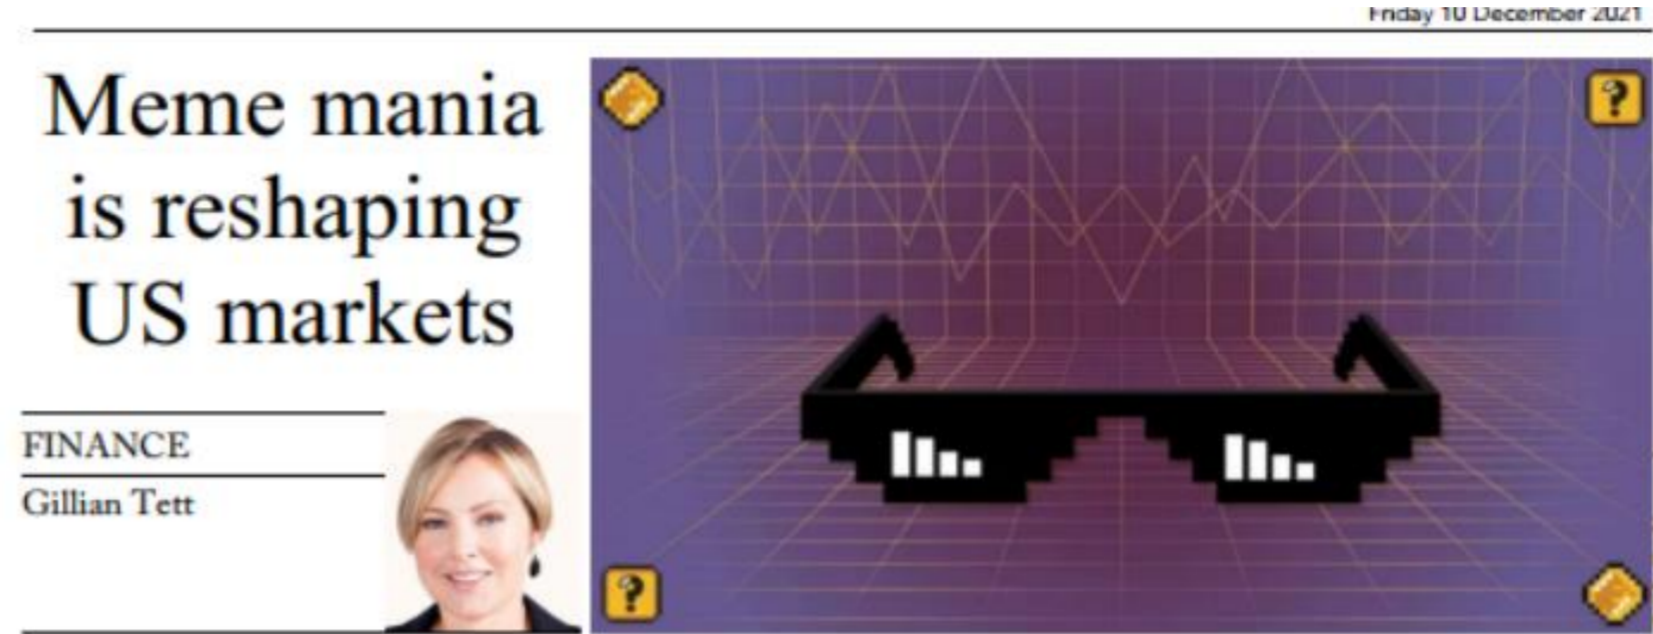 Friday 10 December 2021
Meme mania
is reshaping
US markets
FINANCE
Gillian Tett
?
?